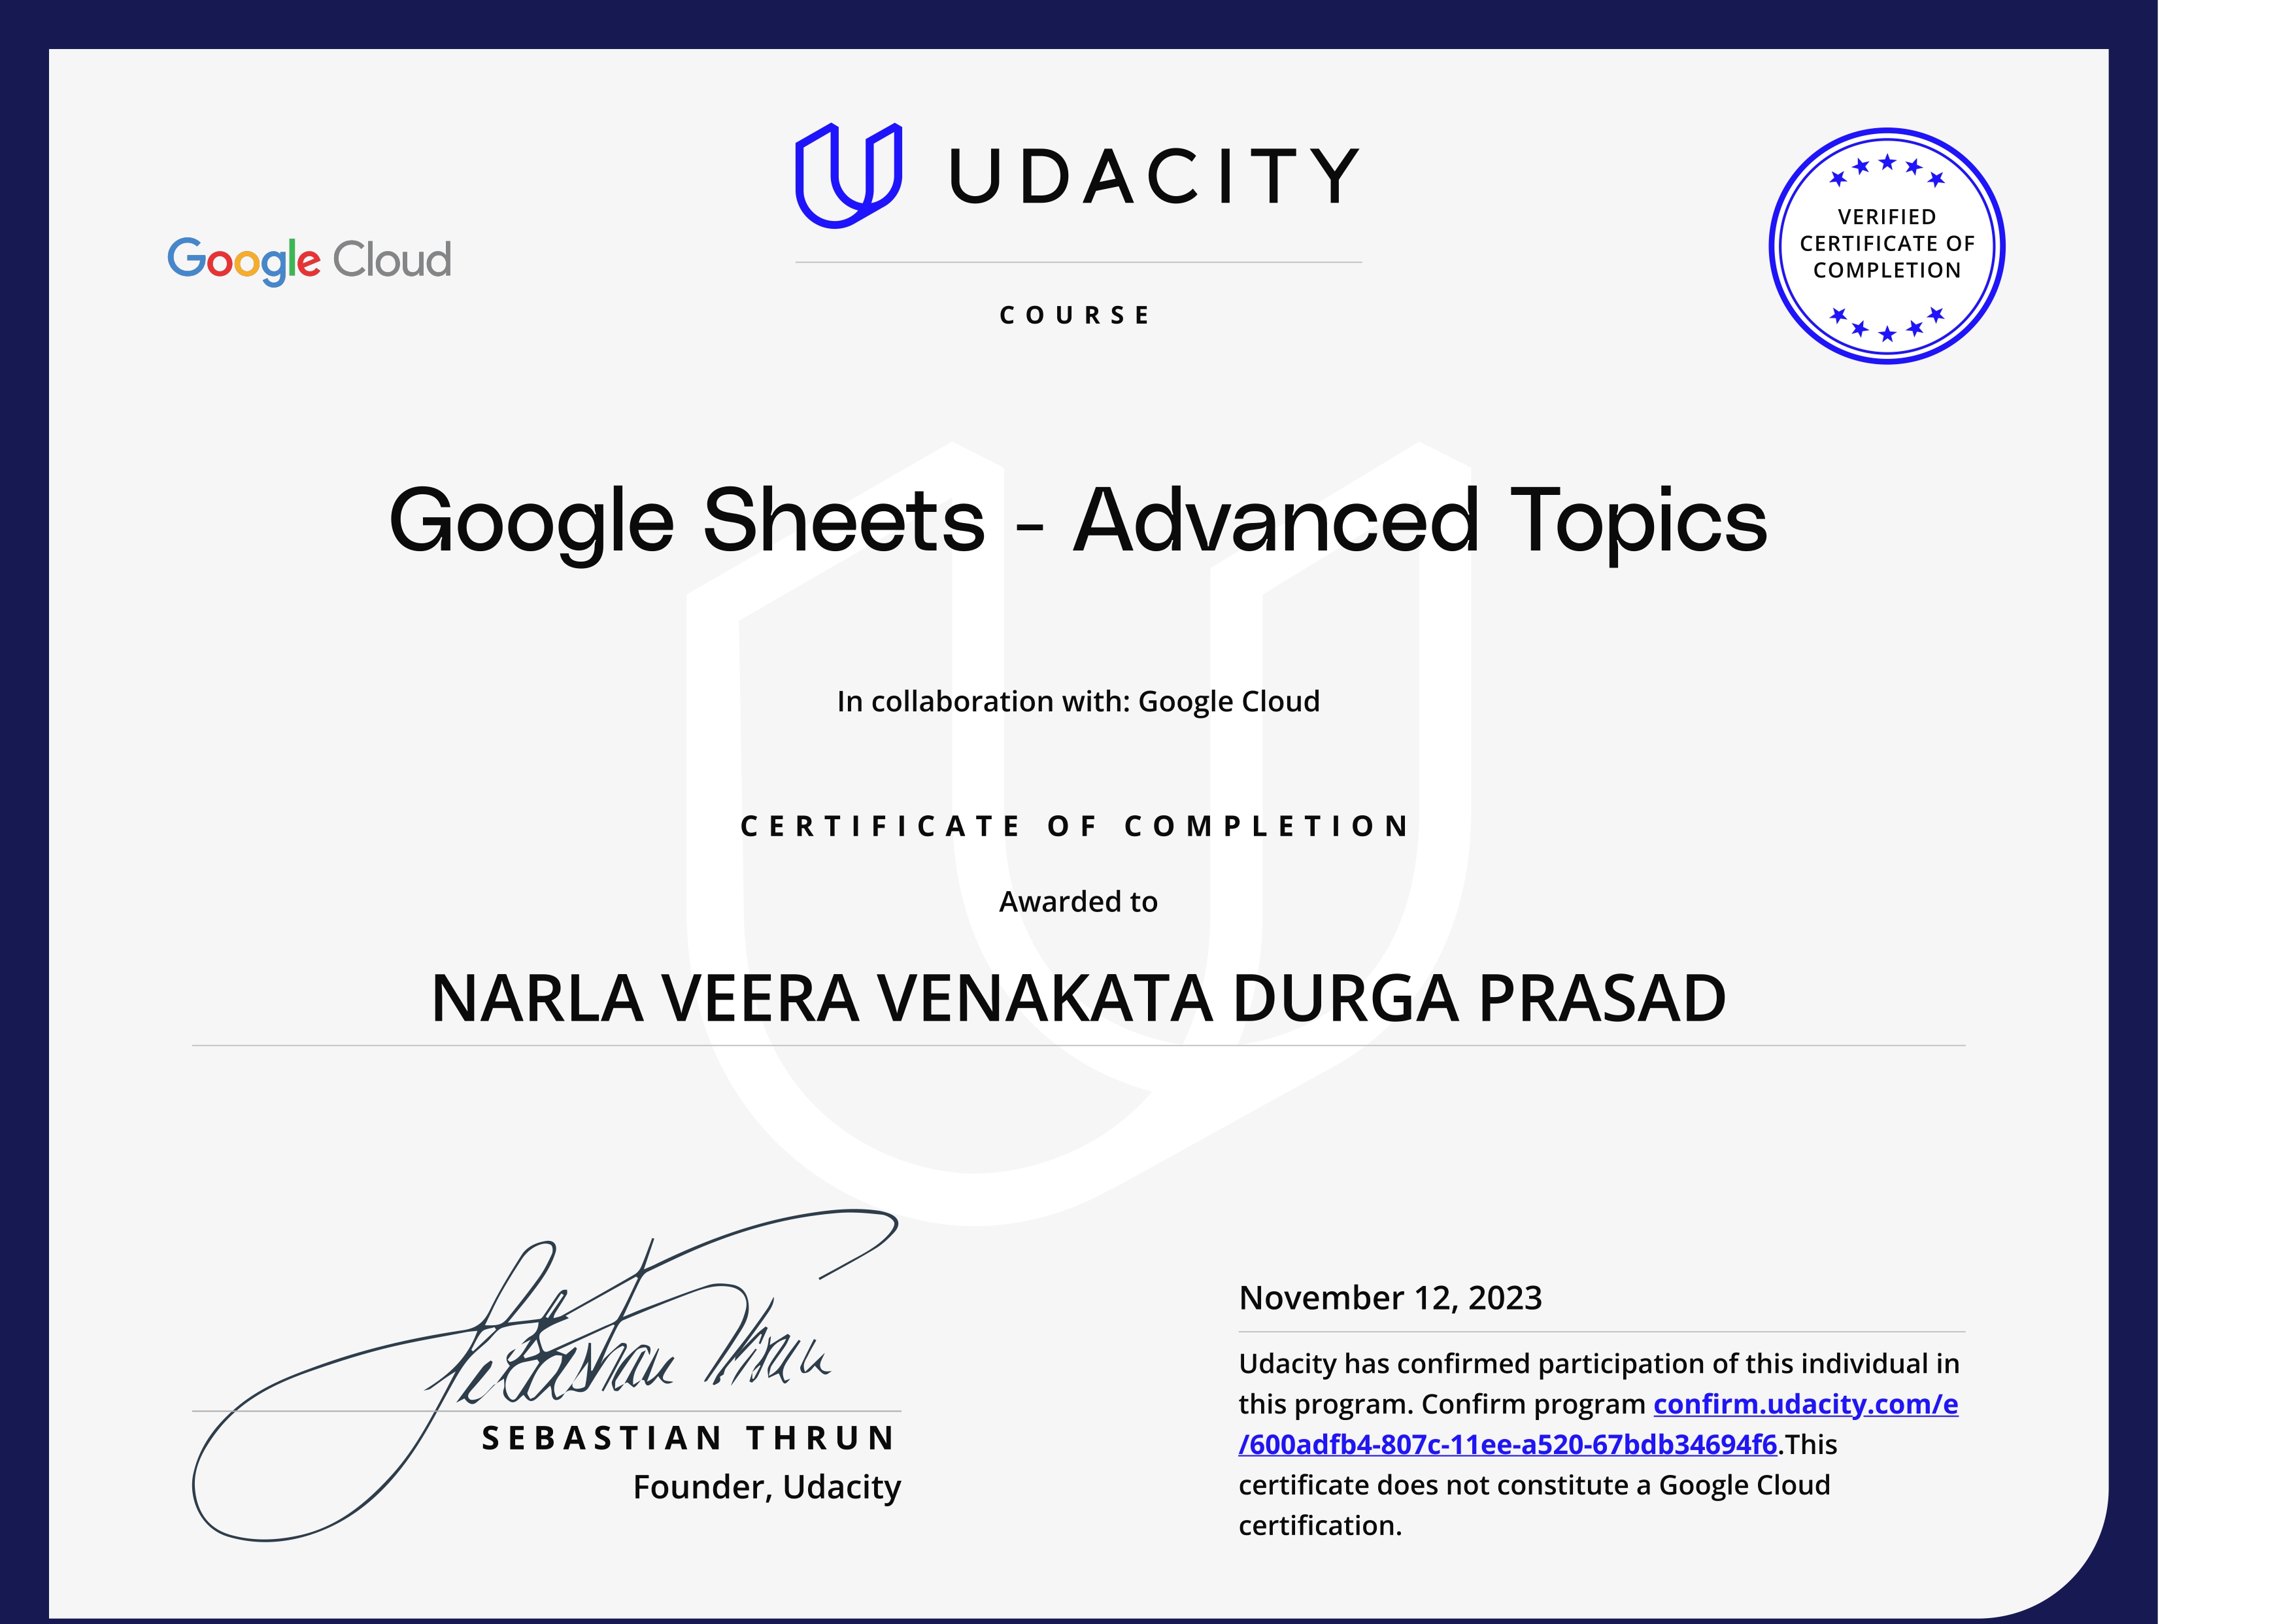 UDACITY
Google Cloud
VERIFIED
CERTIFICATE OF
COMPLETION
COURSE
Google Sheets - Advanced Topics
In collaboration with: Google Cloud
CERTIFICATE OF COMPLETION
Awarded to
NARLA VEERA VENAKATA DURGA PRASAD
Sebastian Thrun
SEBASTIAN THRUN
Founder, Udacity
November 12, 2023
Udacity has confirmed participation of this individual in
this program. Confirm program confirm.udacity.com/e
/600adfb4-807c-11ee-a520-67bdb34694f6.This
certificate does not constitute a Google Cloud
certification.